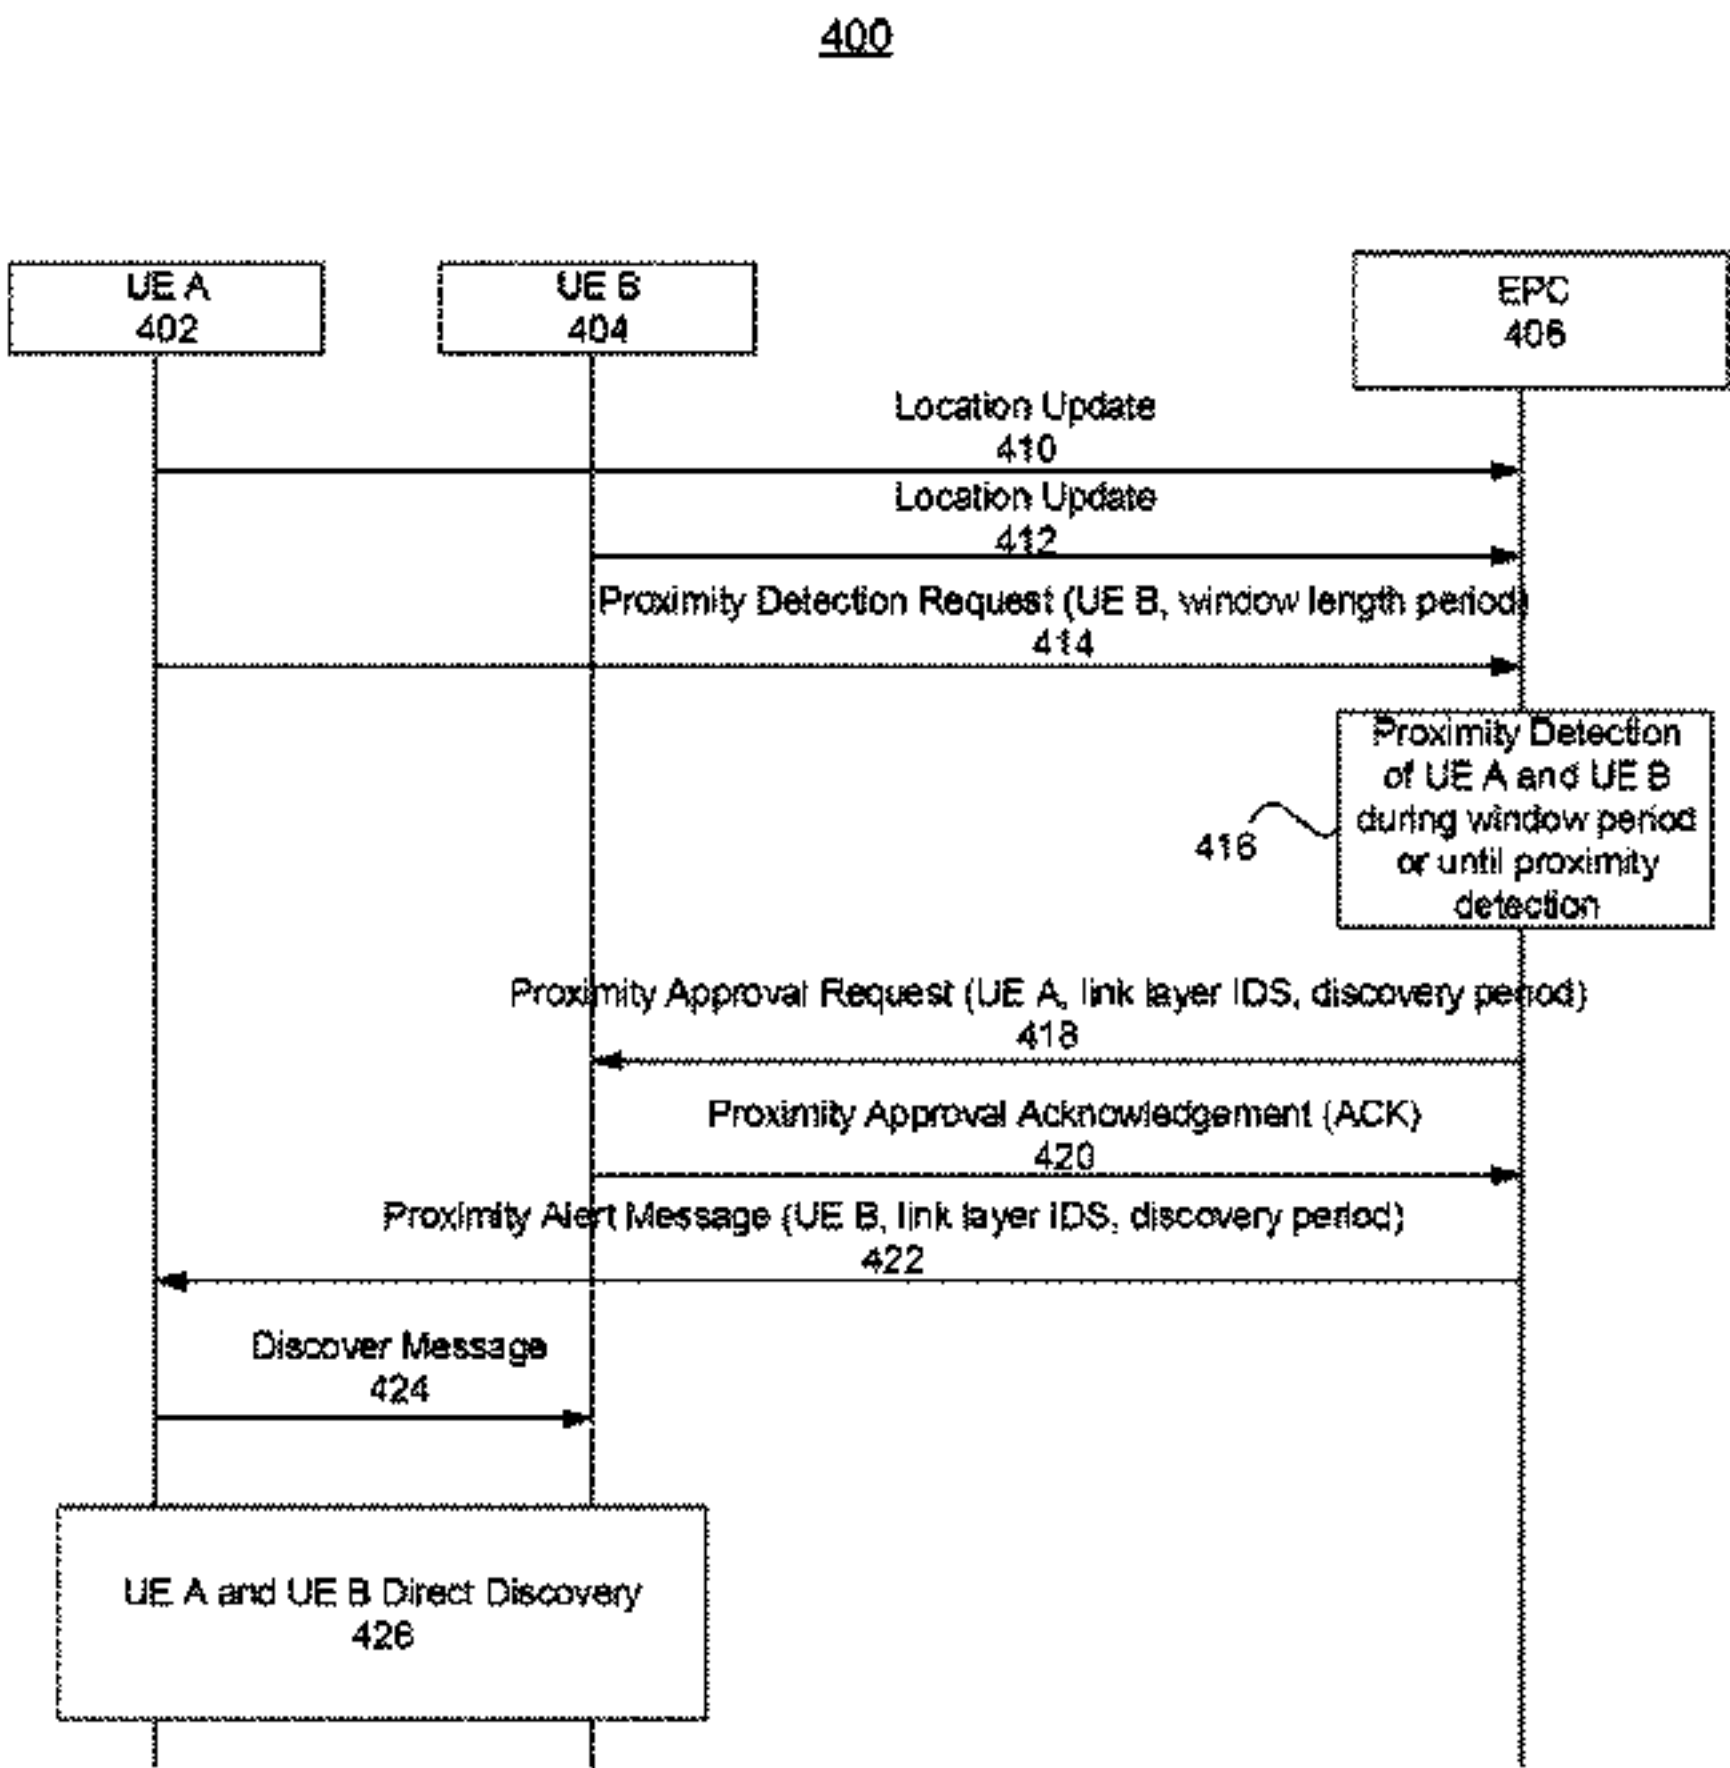 400
UE A
402
UE B
404
EPC
406
Location Update
410
Location Update
412
Proximity Detection Request (UE B, window length period)
414
Proximity Detection
of UE A and UE B
during window period
or until proximity
detection
416
Proximity Approval Request (UE A, link layer IDS, discovery period)
418
Proximity Approval Acknowledgement (ACK)
420
Proximity Alert Message (UE B, link layer IDS, discovery period)
422
Discover Message
424
UE A and UE B Direct Discovery
426